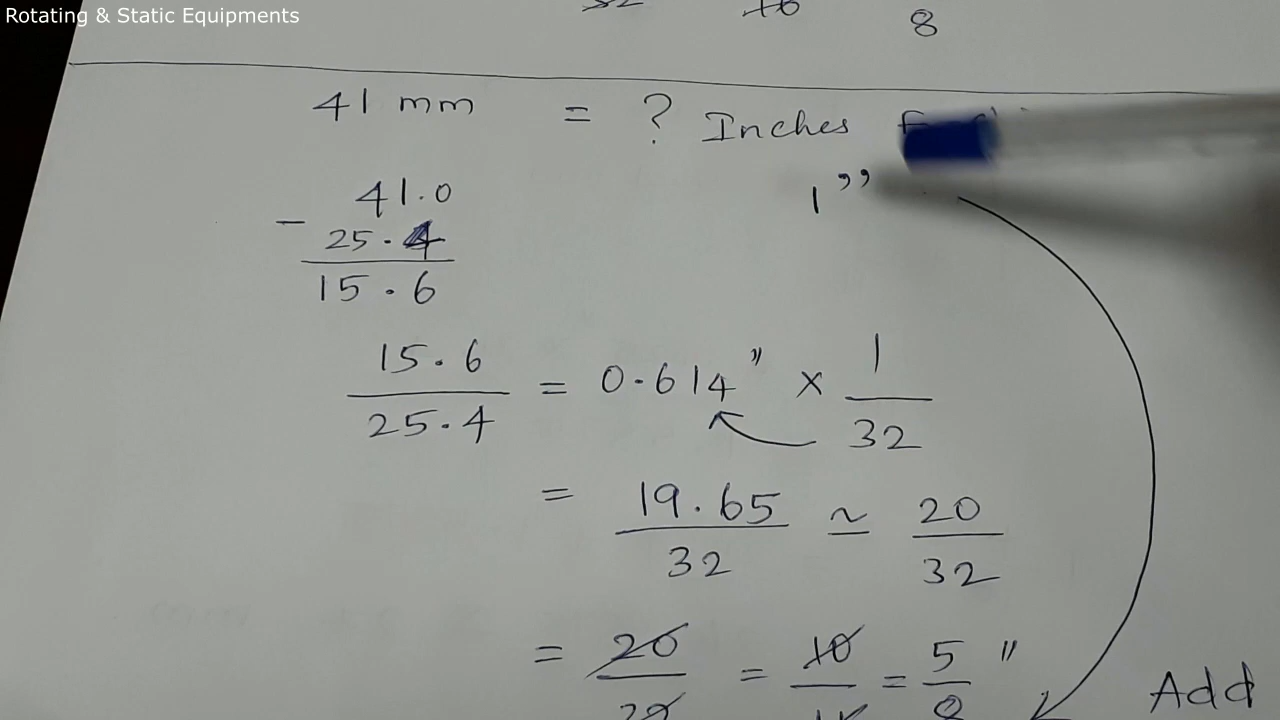 Rotating & Static Equipments
8
41 mm = ? Inches
41.0
1"
- 25.4
15.6
15.6 / 25.4 = 0.614" × 1/32
= 19.65/32 ≃ 20/32
= 20/32 = 10/16 = 5/8"
Add